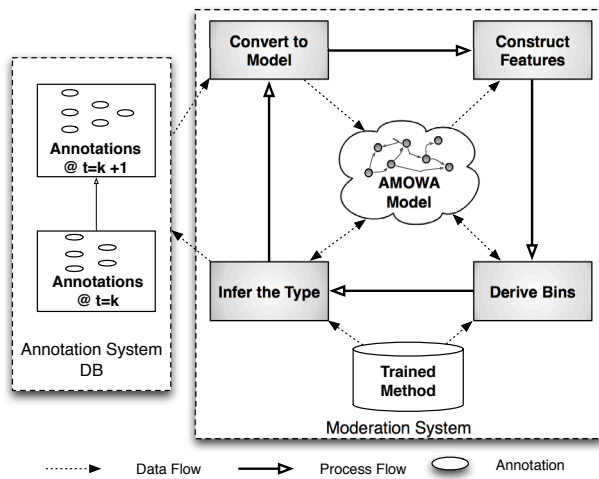 Convert to
Model
Construct
Features
Annotations
@ t=k +1
AMOWA
Model
Annotations
@ t=k
Infer the Type
Derive Bins
Annotation System
DB
Trained
Method
Moderation System
Data Flow
Process Flow
Annotation